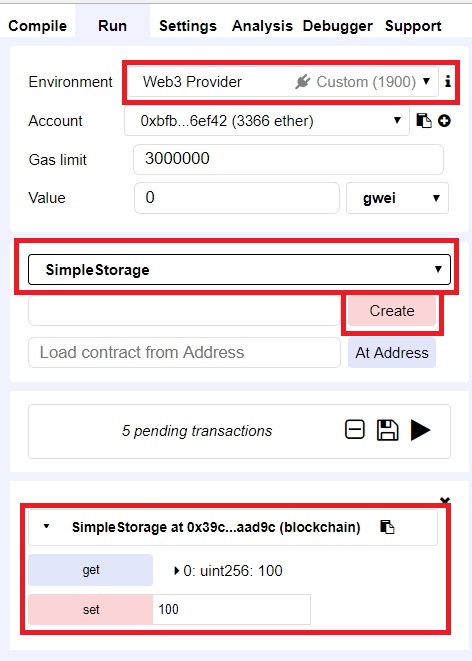 Compile Run Settings Analysis Debugger Support
Environment Web3 Provider Custom (1900) i
Account 0xbfb...6ef42 (3366 ether)
Gas limit 3000000
Value 0 gwei
SimpleStorage
Create
Load contract from Address At Address
5 pending transactions
SimpleStorage at 0x39c...aad9c (blockchain)
get 0: uint256: 100
set 100